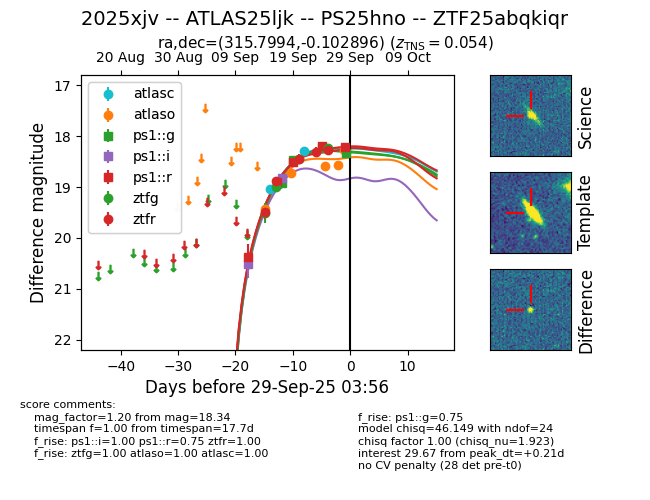 2025xjv -- ATLAS25ljk -- PS25hno -- ZTF25abqkiqr
ra,dec=(315.7994,-0.102896) (z_TNS = 0.054)
20 Aug 30 Aug 09 Sep 19 Sep 29 Sep 09 Oct
17
18
19
20
21
22
Difference magnitude
atlasc
atlaso
ps1::g
ps1::i
ps1::r
ztfg
ztfr
−40 −30 −20 −10 0 10
Days before 29-Sep-25 03:56
Science
Template
Difference
score comments:
mag_factor=1.20 from mag=18.34
timespan f=1.00 from timespan=17.7d
f_rise: ps1::i=1.00 ps1::r=0.75 ztfr=1.00
f_rise: ztfg=1.00 atlaso=1.00 atlasc=1.00
f_rise: ps1::g=0.75
model chisq=46.149 with ndof=24
chisq factor 1.00 (chisq_nu=1.923)
interest 29.67 from peak_dt=+0.21d
no CV penalty (28 det pre-t0)